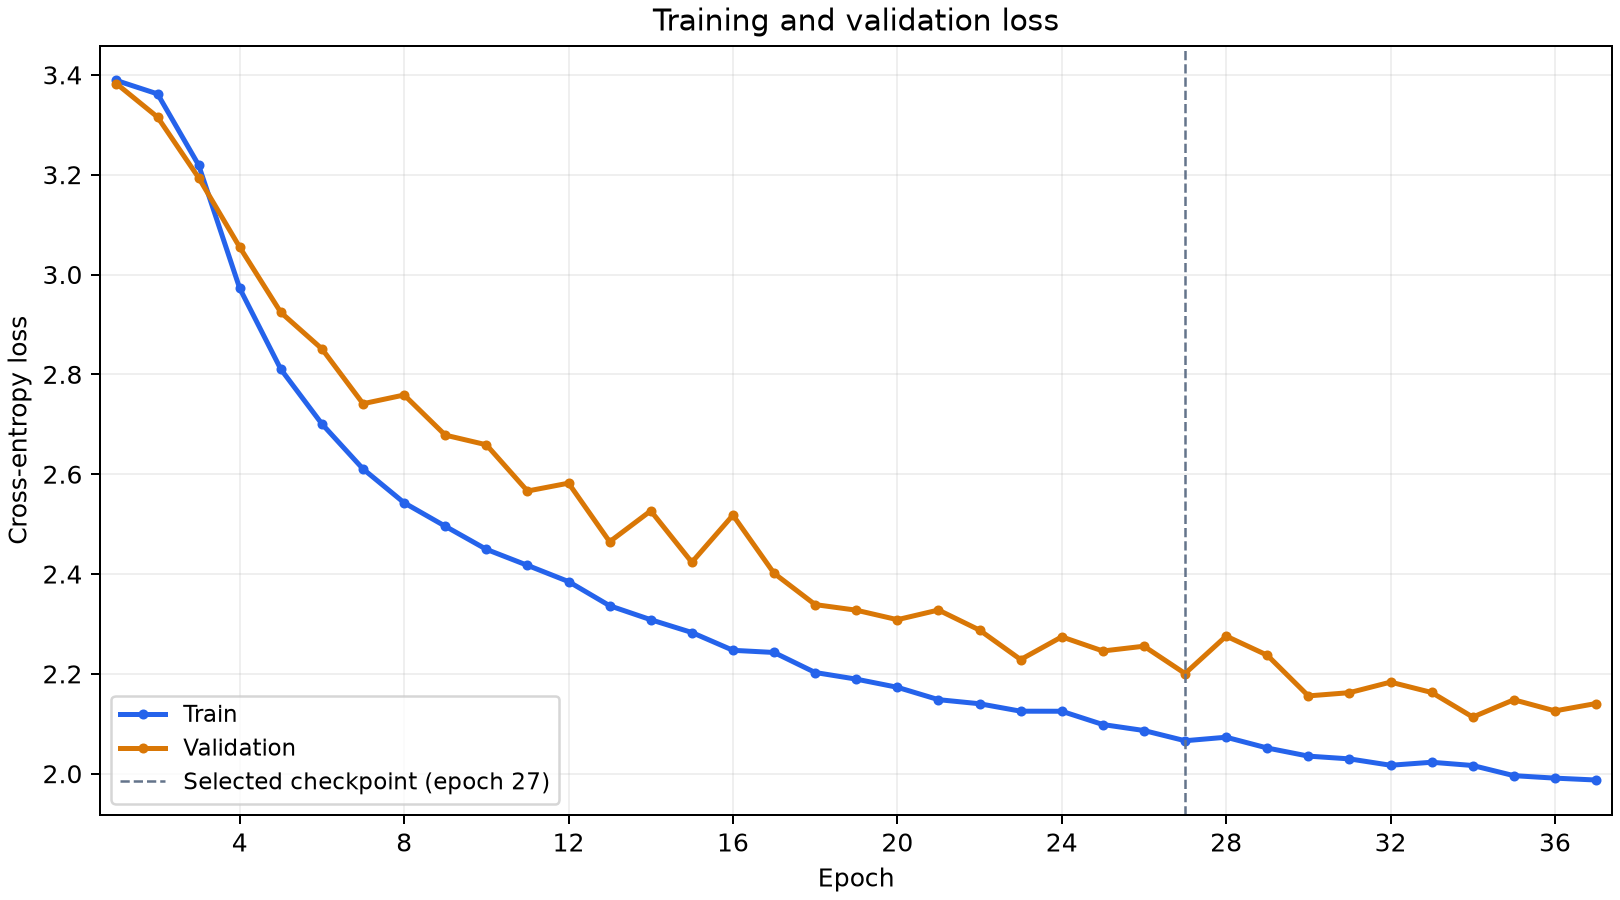 Training and validation loss
Cross-entropy loss
3.4
3.2
3.0
2.8
2.6
2.4
2.2
2.0
Train
Validation
Selected checkpoint (epoch 27)
4 8 12 16 20 24 28 32 36
Epoch